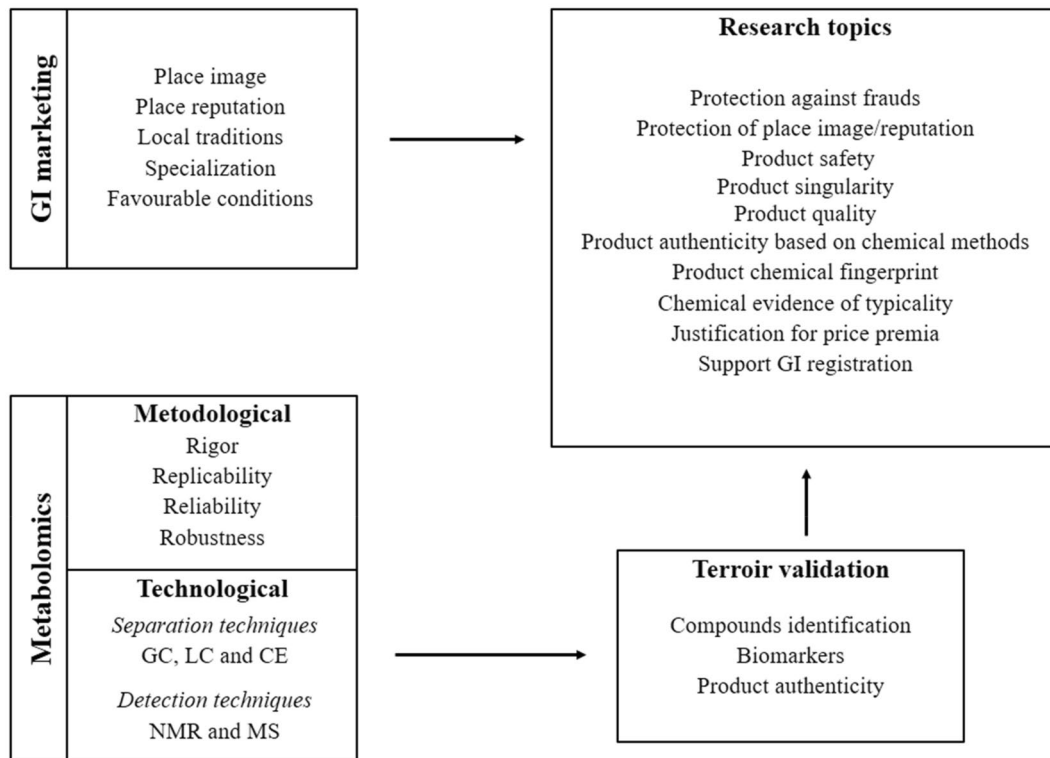 GI marketing
Place image
Place reputation
Local traditions
Specialization
Favourable conditions
Research topics
Protection against frauds
Protection of place image/reputation
Product safety
Product singularity
Product quality
Product authenticity based on chemical methods
Product chemical fingerprint
Chemical evidence of typicality
Justification for price premia
Support GI registration
Metabolomics
Metodological
Rigor
Replicability
Reliability
Robustness
Technological
Separation techniques
GC, LC and CE
Detection techniques
NMR and MS
Terroir validation
Compounds identification
Biomarkers
Product authenticity